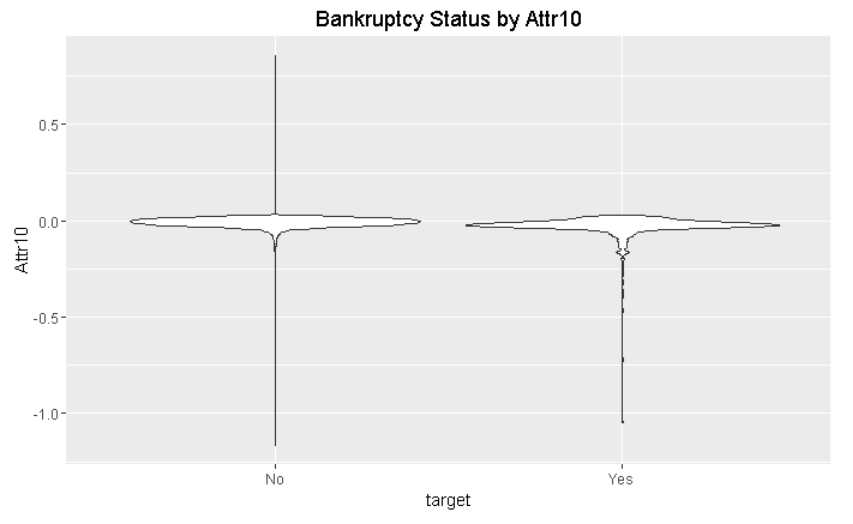 Bankruptcy Status by Attr10
0.5
0.0
-0.5
-1.0
Attr10
No
Yes
target